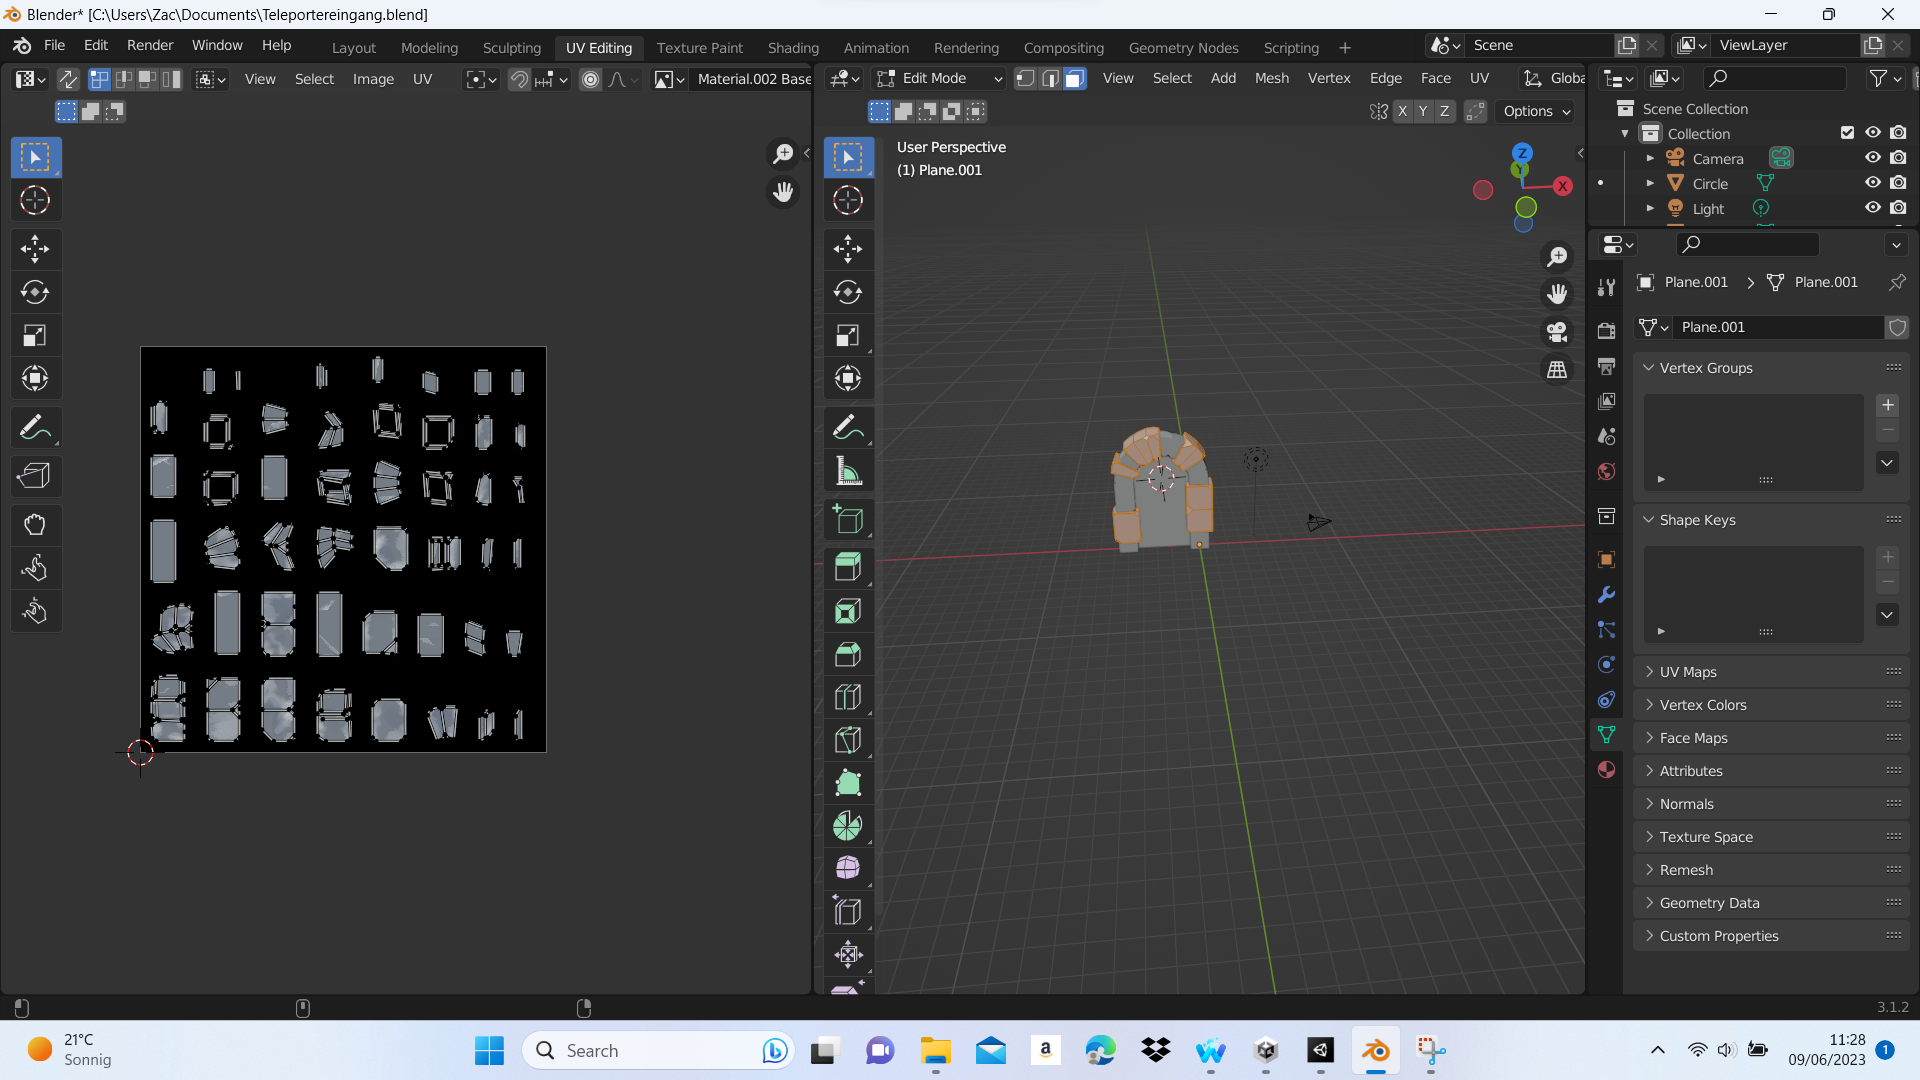 Blender* [C:\Users\Zac\Documents\Teleportereingang.blend]
File Edit Render Window Help Layout Modeling Sculpting UV Editing Texture Paint Shading Animation Rendering Compositing Geometry Nodes Scripting + Scene ViewLayer
View Select Image UV Material.002 Base
Edit Mode View Select Add Mesh Vertex Edge Face UV Globa
X Y Z Options
User Perspective
(1) Plane.001
Z
Y
X
Scene Collection
Collection
Camera
Circle
Light
Plane.001 Plane.001
Plane.001
Vertex Groups
Shape Keys
UV Maps
Vertex Colors
Face Maps
Attributes
Normals
Texture Space
Remesh
Geometry Data
Custom Properties
3.1.2
21°C
Sonnig
Search
a
11:28
09/06/2023
1